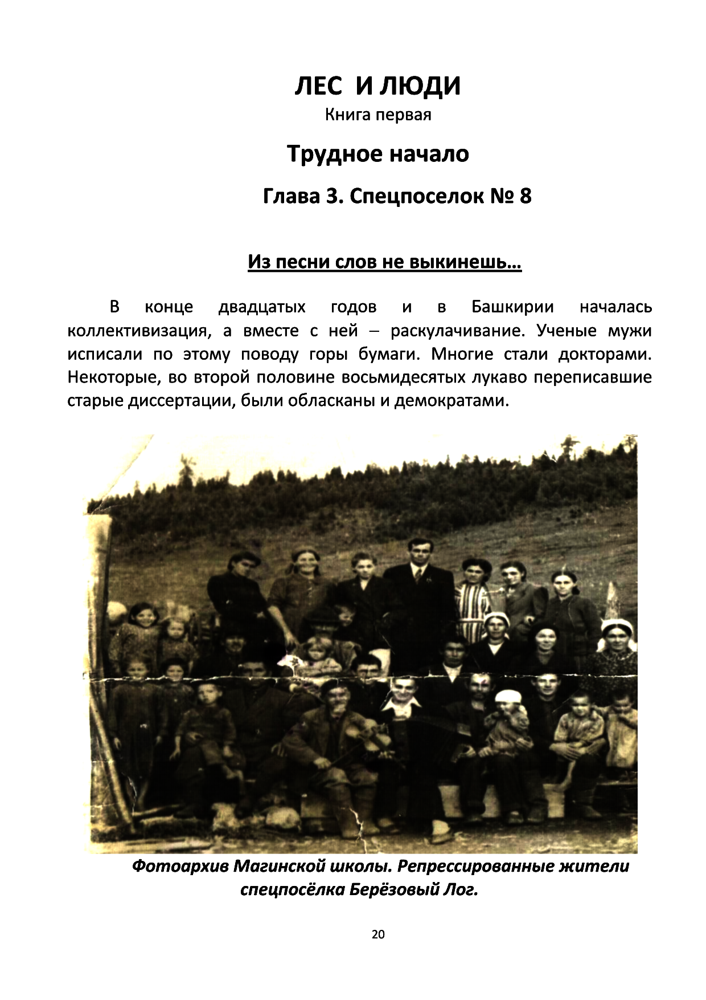 ЛЕС И ЛЮДИ
Книга первая
Трудное начало
Глава 3. Спецпоселок № 8
Из песни слов не выкинешь...
В конце двадцатых годов и в Башкирии началась
коллективизация, а вместе с ней – раскулачивание. Ученые мужи
исписали по этому поводу горы бумаги. Многие стали докторами.
Некоторые, во второй половине восьмидесятых лукаво переписавшие
старые диссертации, были обласканы и демократами.
Фотоархив Магинской школы. Репрессированные жители
спецпосёлка Берёзовый Лог.
20